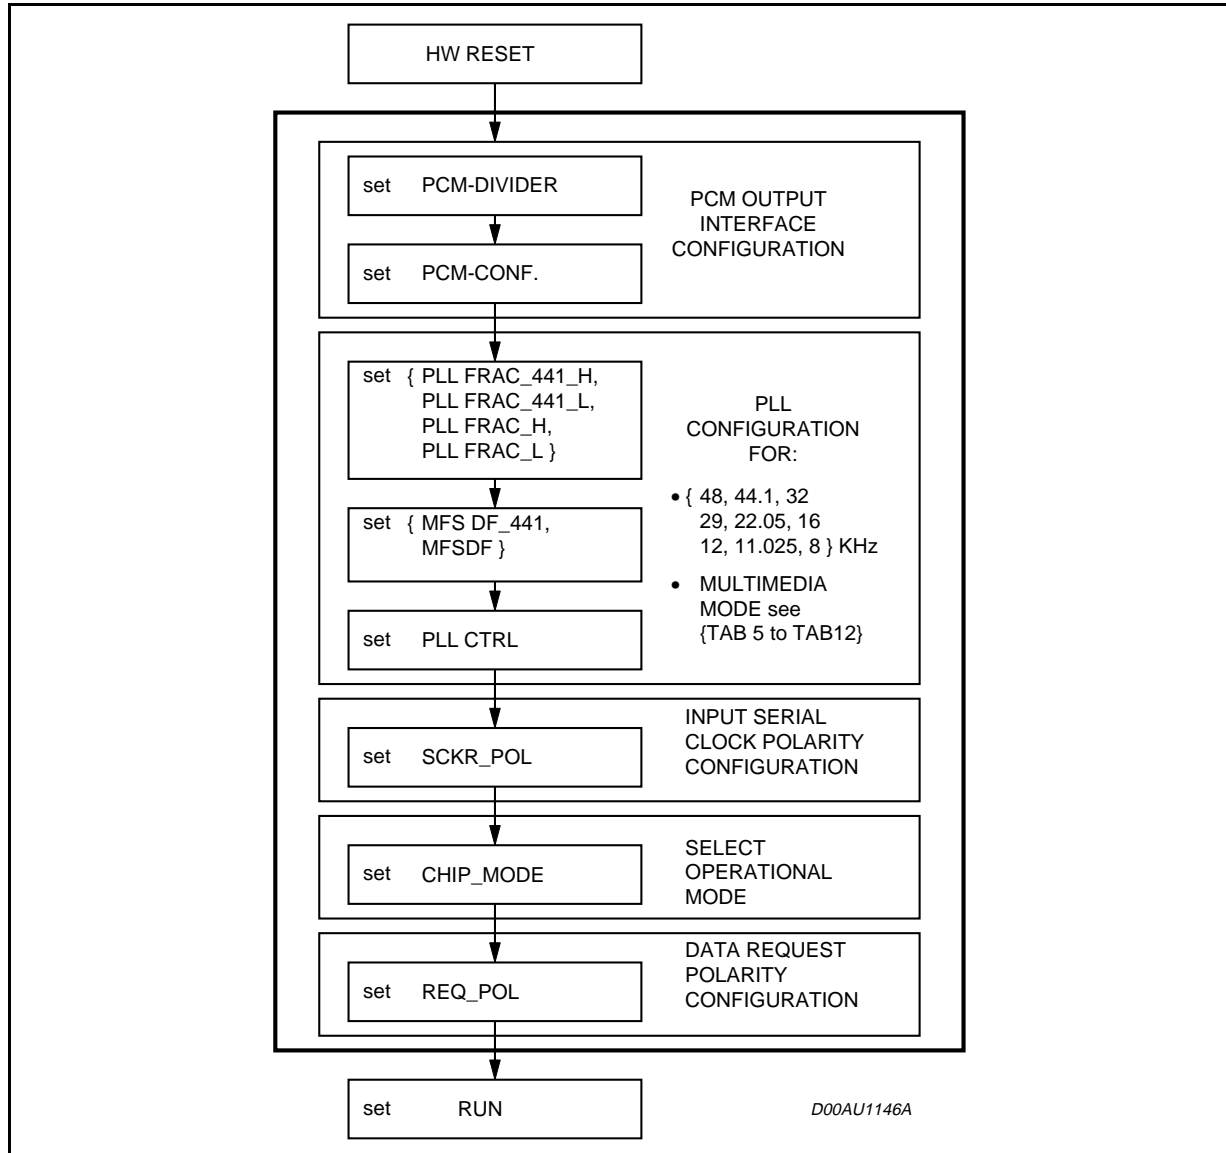 HW RESET
set PCM-DIVIDER
set PCM-CONF.
PCM OUTPUT
INTERFACE
CONFIGURATION
set { PLL FRAC_441_H,
PLL FRAC_441_L,
PLL FRAC_H,
PLL FRAC_L }
set { MFS DF_441,
MFSDF }
set PLL CTRL
PLL
CONFIGURATION
FOR:
• { 48, 44.1, 32
29, 22.05, 16
12, 11.025, 8 } KHz
• MULTIMEDIA
MODE see
{TAB 5 to TAB12}
set SCKR_POL
INPUT SERIAL
CLOCK POLARITY
CONFIGURATION
set CHIP_MODE
SELECT
OPERATIONAL
MODE
set REQ_POL
DATA REQUEST
POLARITY
CONFIGURATION
set RUN
D00AU1146A